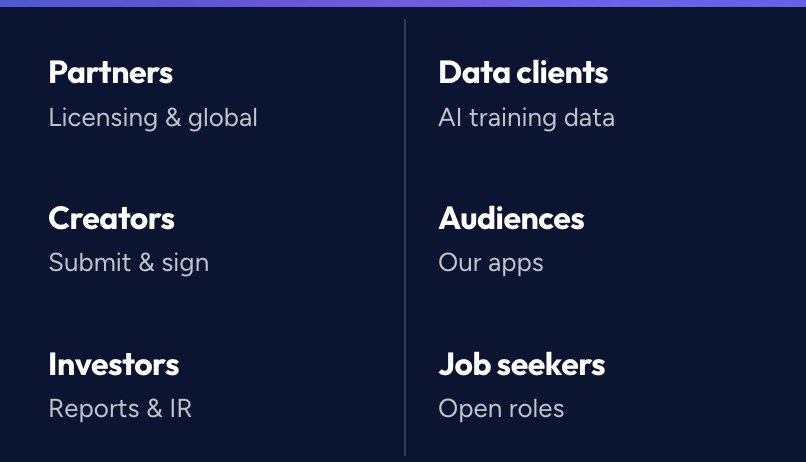 Partners
Licensing & global
Data clients
AI training data
Creators
Submit & sign
Audiences
Our apps
Investors
Reports & IR
Job seekers
Open roles